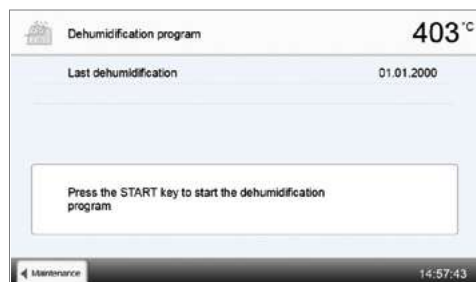 Dehumidification program
403 °C
Last dehumidification
01.01.2000
Press the START key to start the dehumidification
program
Maintenance
14:57:43